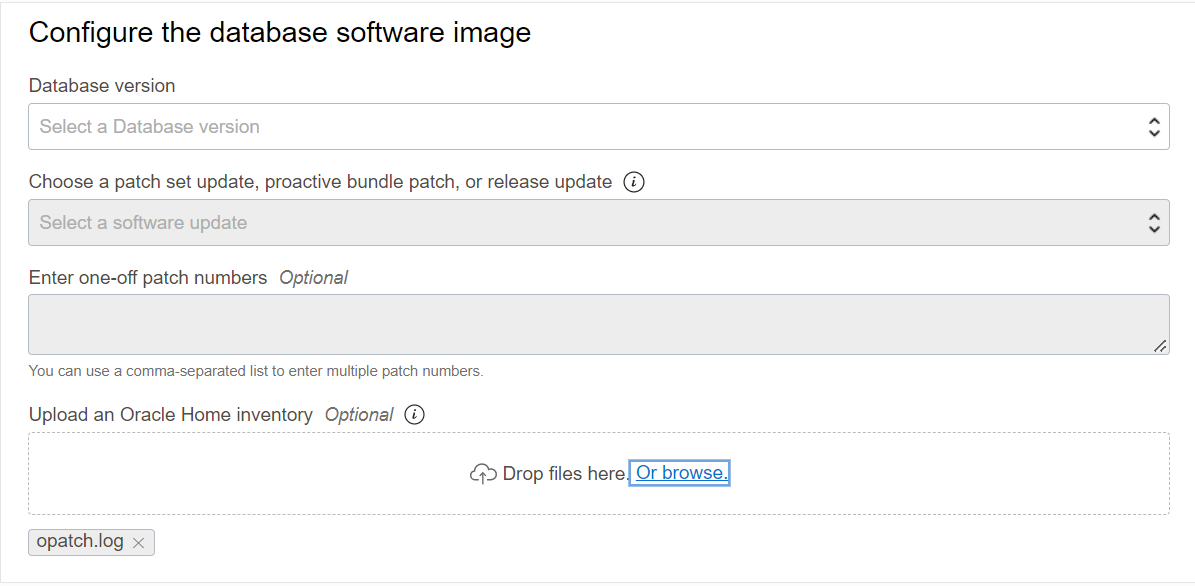 Configure the database software image
Database version
Select a Database version
Choose a patch set update, proactive bundle patch, or release update
Select a software update
Enter one-off patch numbers Optional
You can use a comma-separated list to enter multiple patch numbers.
Upload an Oracle Home inventory Optional
Drop files here. Or browse.
opatch.log